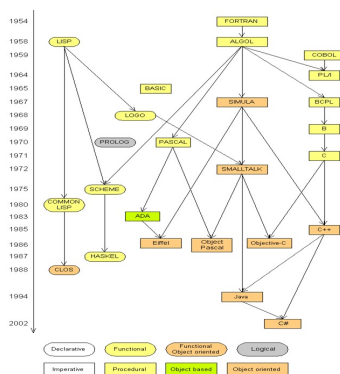 1954
FORTRAN
1958
LISP
ALGOL
1959
COBOL
1964
PL/I
1965
BASIC
1967
SIMULA
BCPL
1968
LOGO
1969
B
1970
PROLOG
PASCAL
1971
C
1972
SMALLTALK
1975
SCHEME
1980
COMMON
LISP
1983
ADA
1985
C++
1986
Eiffel
Object
Pascal
Objective-C
1987
HASKEL
1988
CLOS
1994
Java
2002
C#
Declarative
Functional
Functional
Object oriented
Logical
Imperative
Procedural
Object based
Object oriented